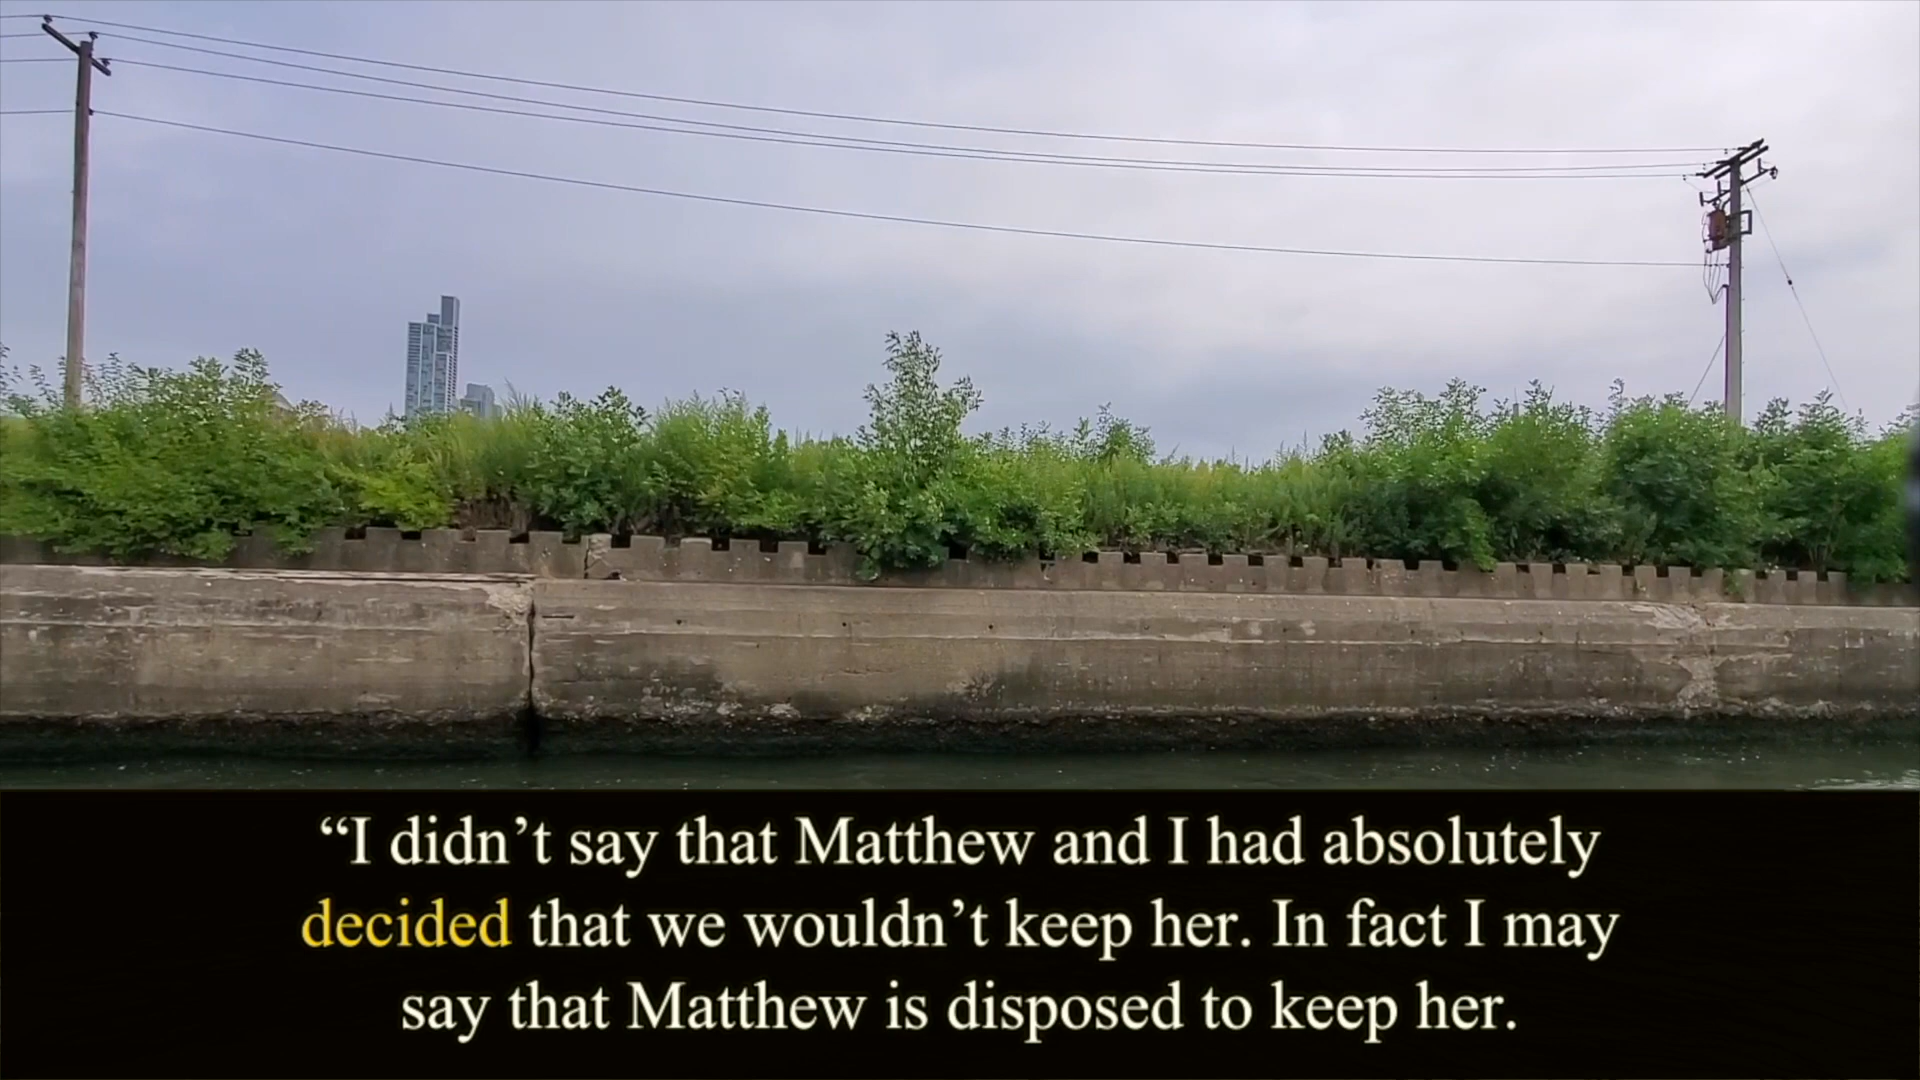 “I didn’t say that Matthew and I had absolutely
decided that we wouldn’t keep her. In fact I may
say that Matthew is disposed to keep her.